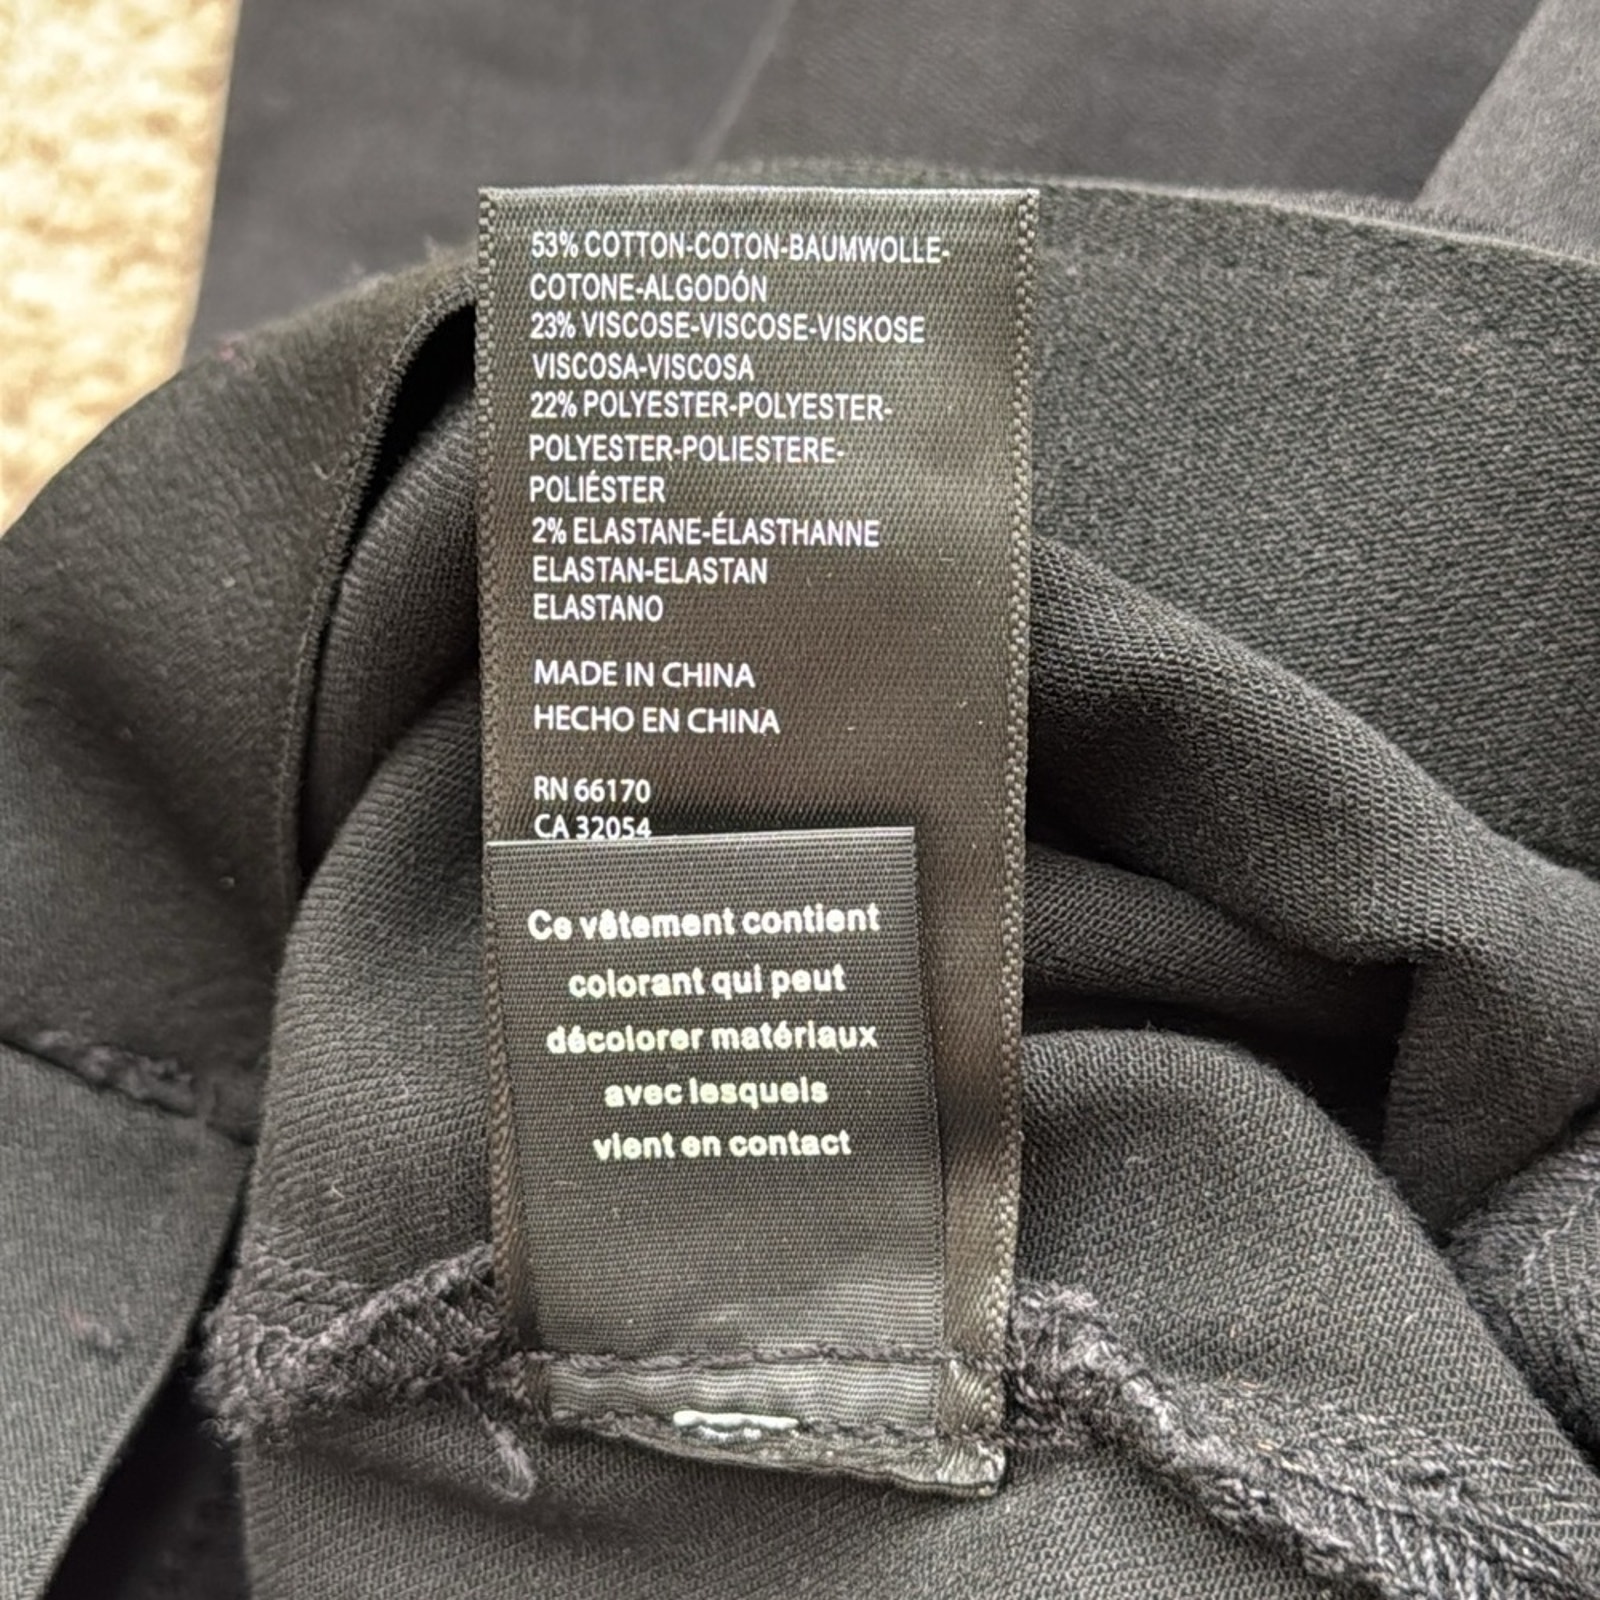 53% COTTON-COTON-BAUMWOLLE-
COTONE-ALGODÓN
23% VISCOSE-VISCOSE-VISKOSE
VISCOSA-VISCOSA
22% POLYESTER-POLYESTER-
POLYESTER-POLIESTERE-
POLIÉSTER
2% ELASTANE-ÉLASTHANNE
ELASTAN-ELASTAN
ELASTANO
MADE IN CHINA
HECHO EN CHINA
RN 66170
CA 32054
Ce vêtement contient
colorant qui peut
décolorer matériaux
avec lesquels
vient en contact